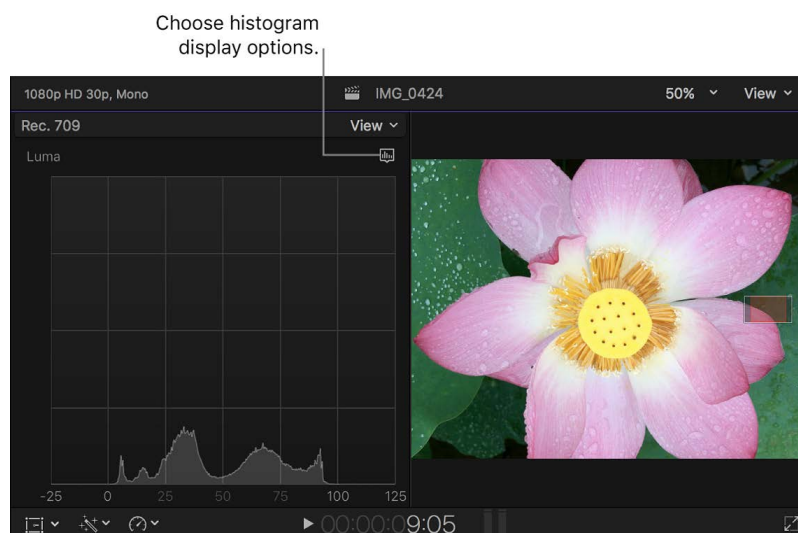 Choose histogram
display options.
1080p HD 30p, Mono
IMG_0424
50%
View
Rec. 709
View
Luma
-25 0 25 50 75 100 125
00:00:09:05